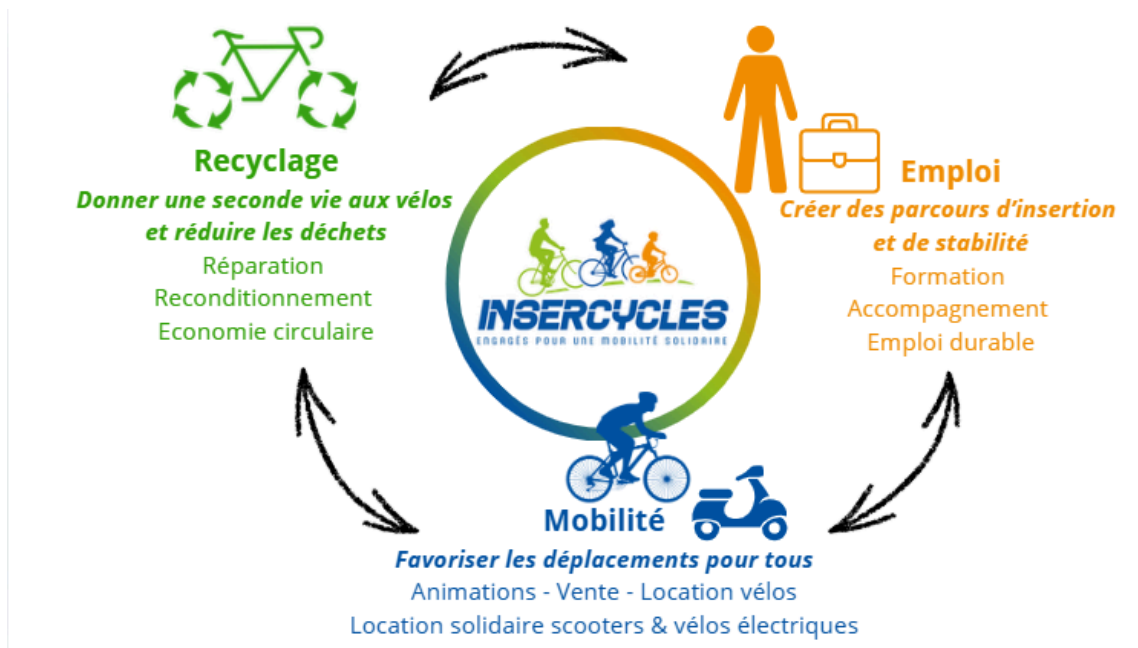 Recyclage
Donner une seconde vie aux vélos
et réduire les déchets
Réparation
Reconditionnement
Economie circulaire
Emploi
Créer des parcours d'insertion
et de stabilité
Formation
Accompagnement
Emploi durable
INSERCYCLES
ENGAGÉS POUR UNE MOBILITÉ SOLIDAIRE
Mobilité
Favoriser les déplacements pour tous
Animations - Vente - Location vélos
Location solidaire scooters & vélos électriques